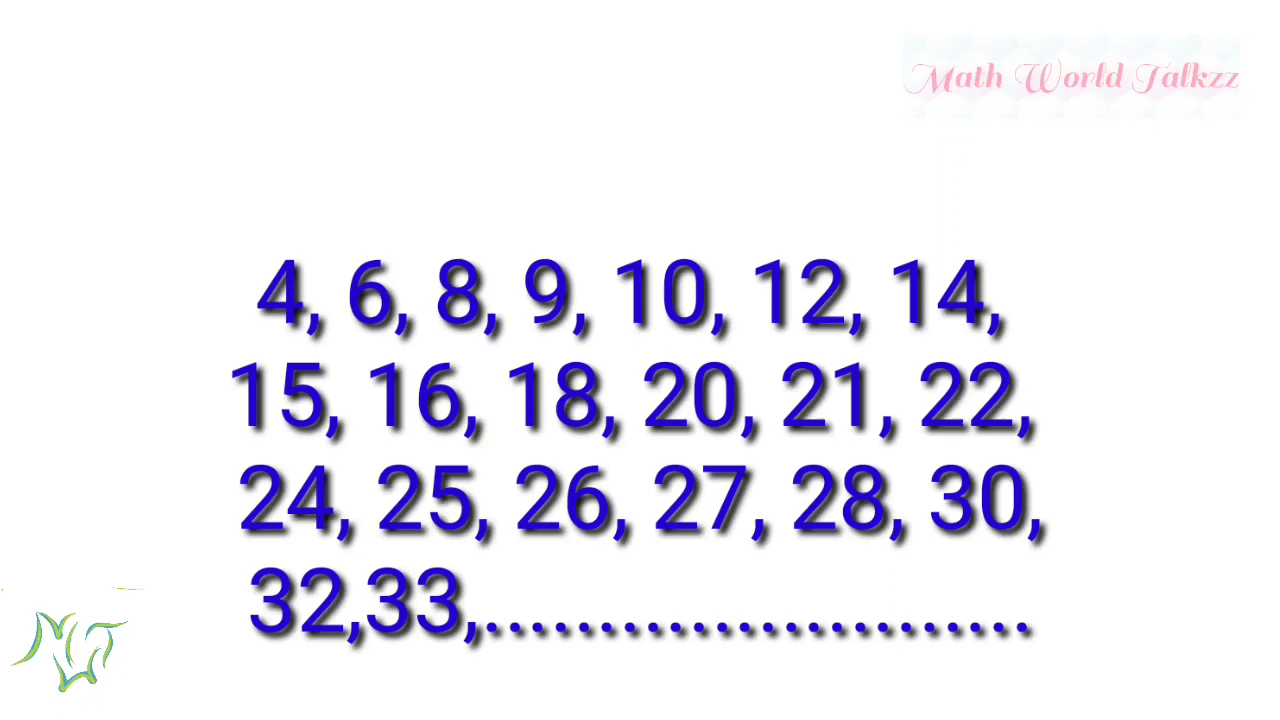 Math World Talkzz
4, 6, 8, 9, 10, 12, 14,
15, 16, 18, 20, 21, 22,
24, 25, 26, 27, 28, 30,
32,33,........................